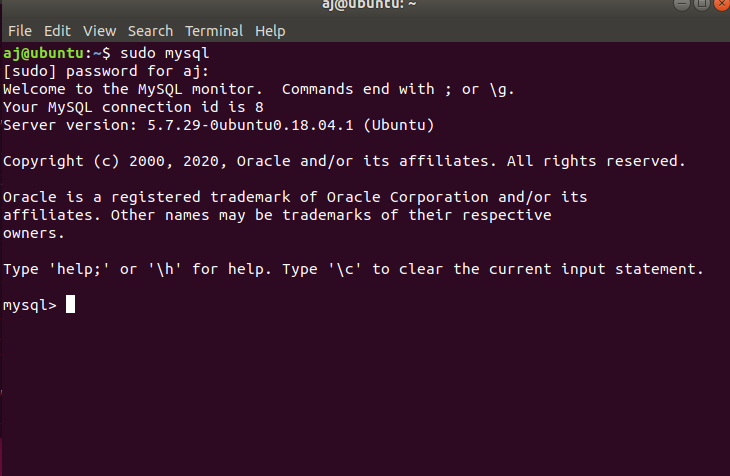 aj@ubuntu: ~
File Edit View Search Terminal Help
aj@ubuntu:~$ sudo mysql
[sudo] password for aj:
Welcome to the MySQL monitor.  Commands end with ; or \g.
Your MySQL connection id is 8
Server version: 5.7.29-0ubuntu0.18.04.1 (Ubuntu)
Copyright (c) 2000, 2020, Oracle and/or its affiliates. All rights reserved.
Oracle is a registered trademark of Oracle Corporation and/or its
affiliates. Other names may be trademarks of their respective
owners.
Type 'help;' or '\h' for help. Type '\c' to clear the current input statement.
mysql>